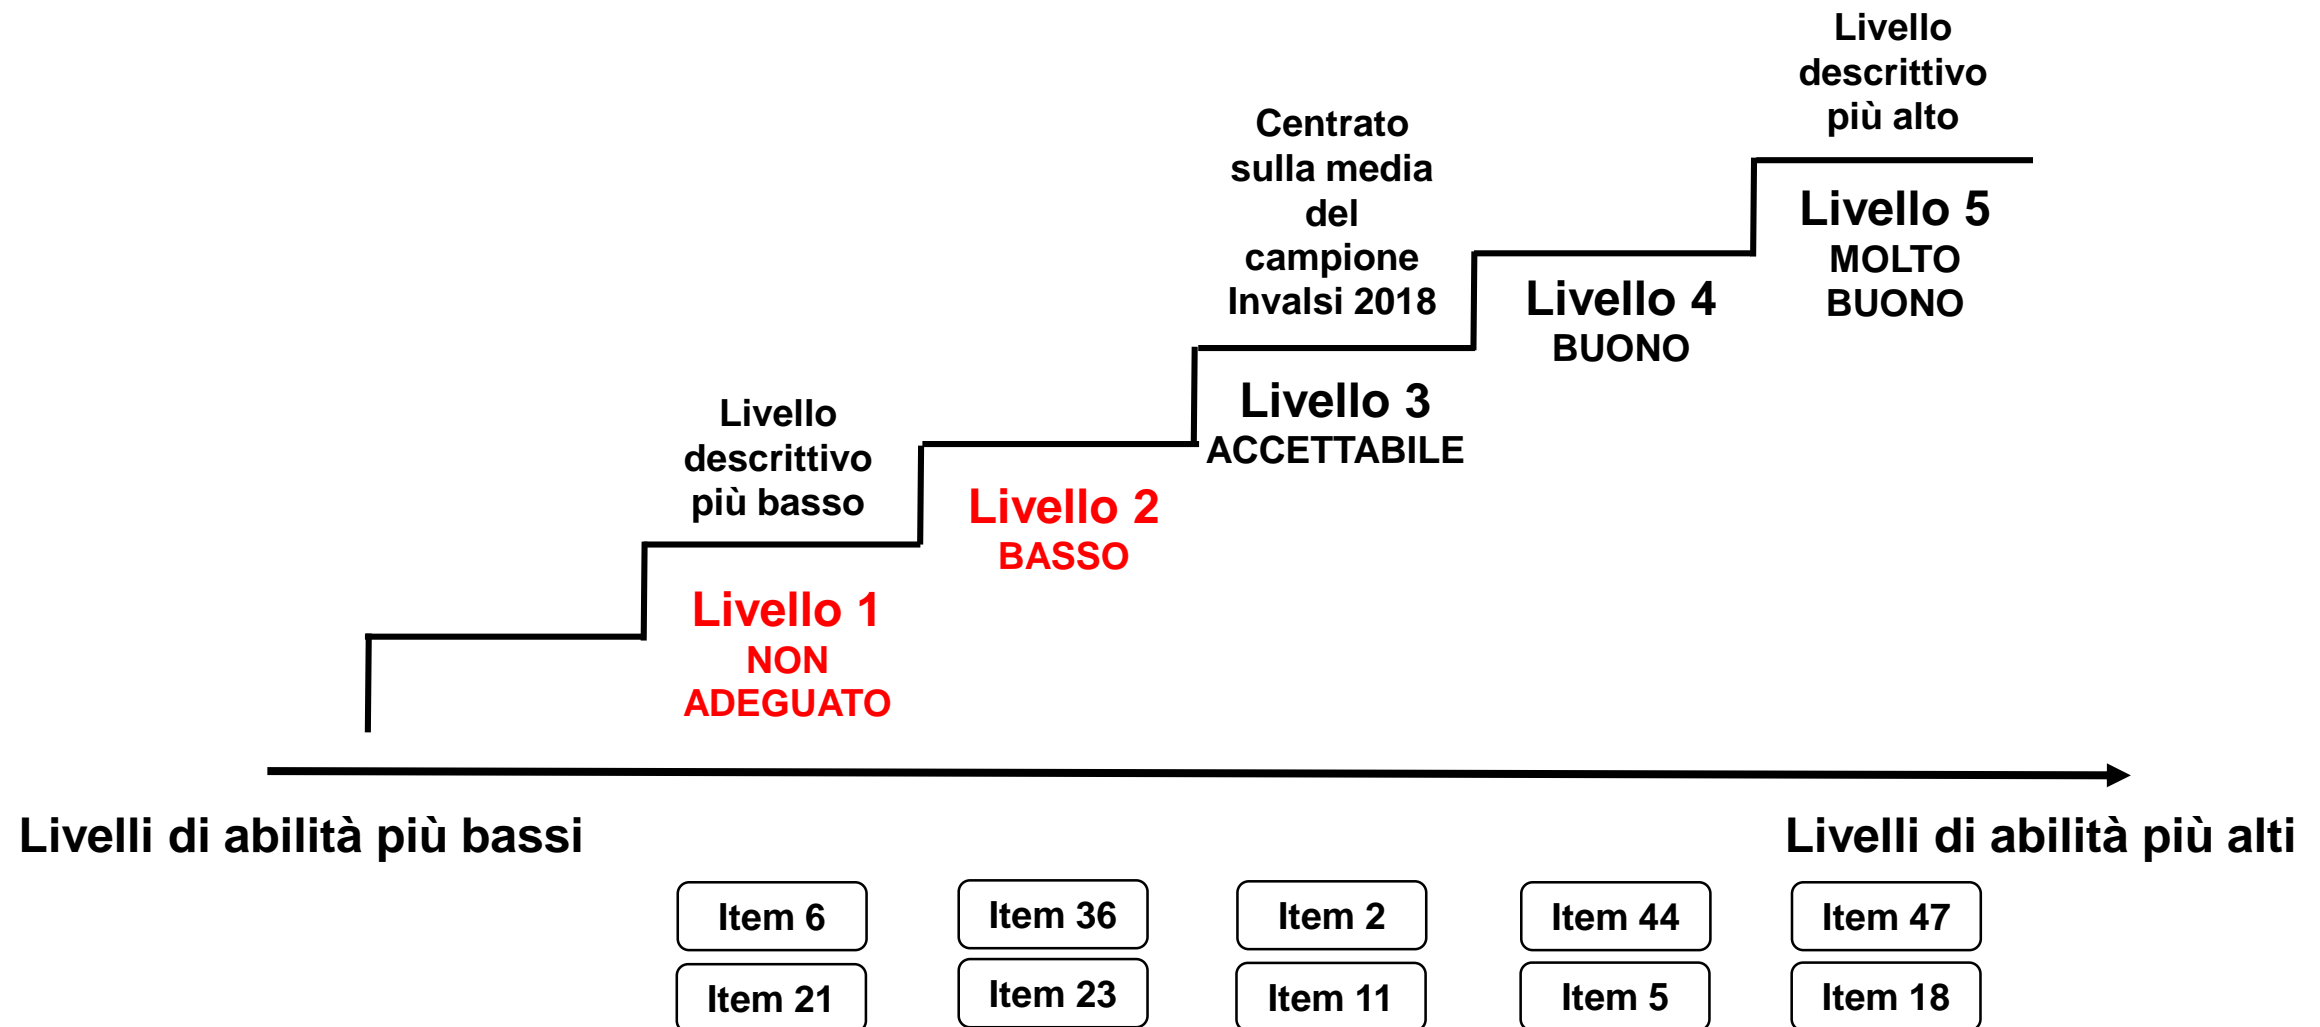 Livello
descrittivo
più alto
Centrato
sulla media
del
campione
Invalsi 2018
Livello 5
MOLTO
BUONO
Livello 4
BUONO
Livello 3
ACCETTABILE
Livello
descrittivo
più basso
Livello 2
BASSO
Livello 1
NON
ADEGUATO
Livelli di abilità più bassi
Livelli di abilità più alti
Item 6
Item 36
Item 2
Item 44
Item 47
Item 21
Item 23
Item 11
Item 5
Item 18